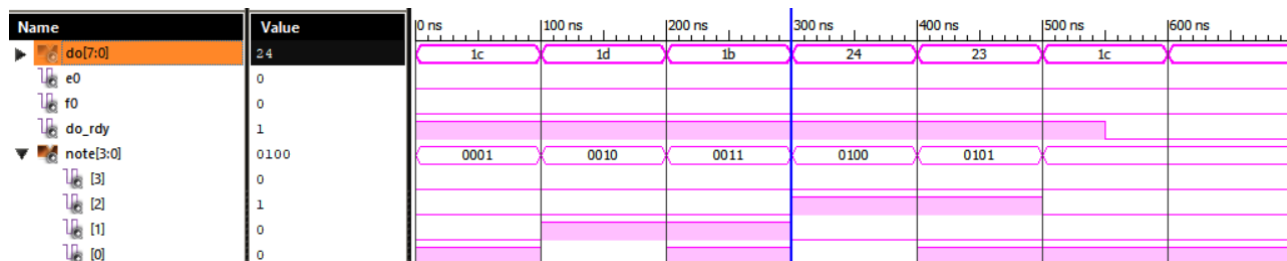 Name Value 0 ns 100 ns 200 ns 300 ns 400 ns 500 ns 600 ns
do[7:0] 24 1c 1d 1b 24 23 1c
e0 0
f0 0
do_rdy 1
note[3:0] 0100 0001 0010 0011 0100 0101
[3] 0
[2] 1
[1] 0
[0] 0